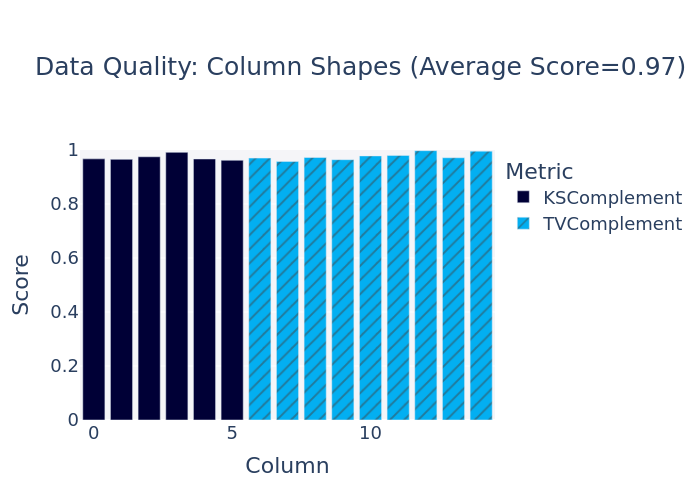 Data Quality: Column Shapes (Average Score=0.97)
1
0.8
0.6
0.4
0.2
0
Score
0
5
10
Column
Metric
KSComplement
TVComplement